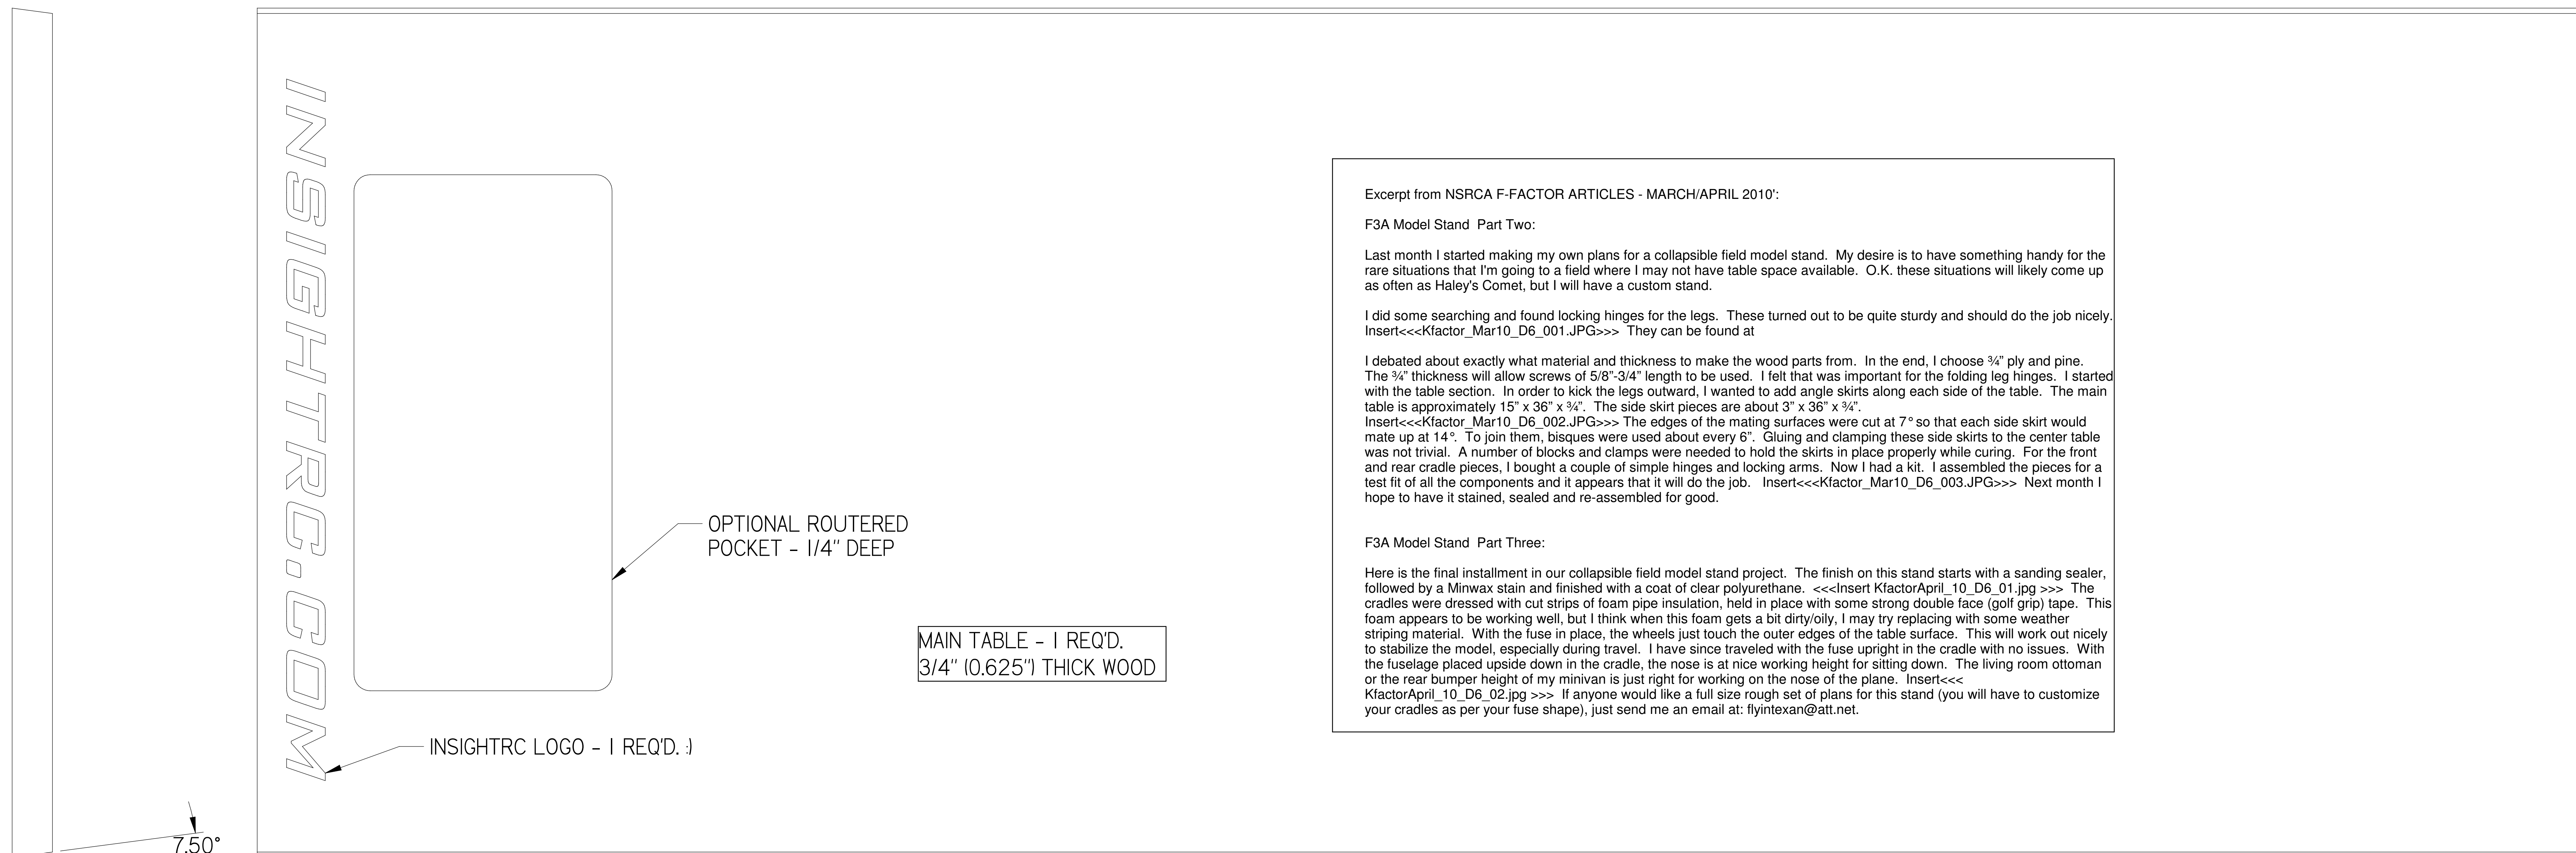 INSIGHTRC.COM
OPTIONAL ROUTERED
POCKET - 1/4" DEEP
MAIN TABLE - 1 REQ'D.
3/4" (0.625") THICK WOOD
INSIGHTRC LOGO - 1 REQ'D. :)
7.50°
Excerpt from NSRCA F-FACTOR ARTICLES - MARCH/APRIL 2010':
F3A Model Stand  Part Two:
Last month I started making my own plans for a collapsible field model stand.  My desire is to have something handy for the
rare situations that I'm going to a field where I may not have table space available.  O.K. these situations will likely come up
as often as Haley's Comet, but I will have a custom stand.
I did some searching and found locking hinges for the legs.  These turned out to be quite sturdy and should do the job nicely.
Insert<<<Kfactor_Mar10_D6_001.JPG>>>  They can be found at
I debated about exactly what material and thickness to make the wood parts from.  In the end, I choose ¾” ply and pine.
The ¾” thickness will allow screws of 5/8”-3/4” length to be used.  I felt that was important for the folding leg hinges.  I started
with the table section.  In order to kick the legs outward, I wanted to add angle skirts along each side of the table.  The main
table is approximately 15” x 36” x ¾”.  The side skirt pieces are about 3” x 36” x ¾”.
Insert<<<Kfactor_Mar10_D6_002.JPG>>> The edges of the mating surfaces were cut at 7° so that each side skirt would
mate up at 14°.  To join them, bisques were used about every 6”.  Gluing and clamping these side skirts to the center table
was not trivial.  A number of blocks and clamps were needed to hold the skirts in place properly while curing.  For the front
and rear cradle pieces, I bought a couple of simple hinges and locking arms.  Now I had a kit.  I assembled the pieces for a
test fit of all the components and it appears that it will do the job.   Insert<<<Kfactor_Mar10_D6_003.JPG>>>  Next month I
hope to have it stained, sealed and re-assembled for good.
F3A Model Stand  Part Three:
Here is the final installment in our collapsible field model stand project.  The finish on this stand starts with a sanding sealer,
followed by a Minwax stain and finished with a coat of clear polyurethane.  <<<Insert KfactorApril_10_D6_01.jpg >>>  The
cradles were dressed with cut strips of foam pipe insulation, held in place with some strong double face (golf grip) tape.  This
foam appears to be working well, but I think when this foam gets a bit dirty/oily, I may try replacing with some weather
striping material.  With the fuse in place, the wheels just touch the outer edges of the table surface.  This will work out nicely
to stabilize the model, especially during travel.  I have since traveled with the fuse upright in the cradle with no issues.  With
the fuselage placed upside down in the cradle, the nose is at nice working height for sitting down.  The living room ottoman
or the rear bumper height of my minivan is just right for working on the nose of the plane.  Insert<<<
KfactorApril_10_D6_02.jpg >>>  If anyone would like a full size rough set of plans for this stand (you will have to customize
your cradles as per your fuse shape), just send me an email at: flyintexan@att.net.